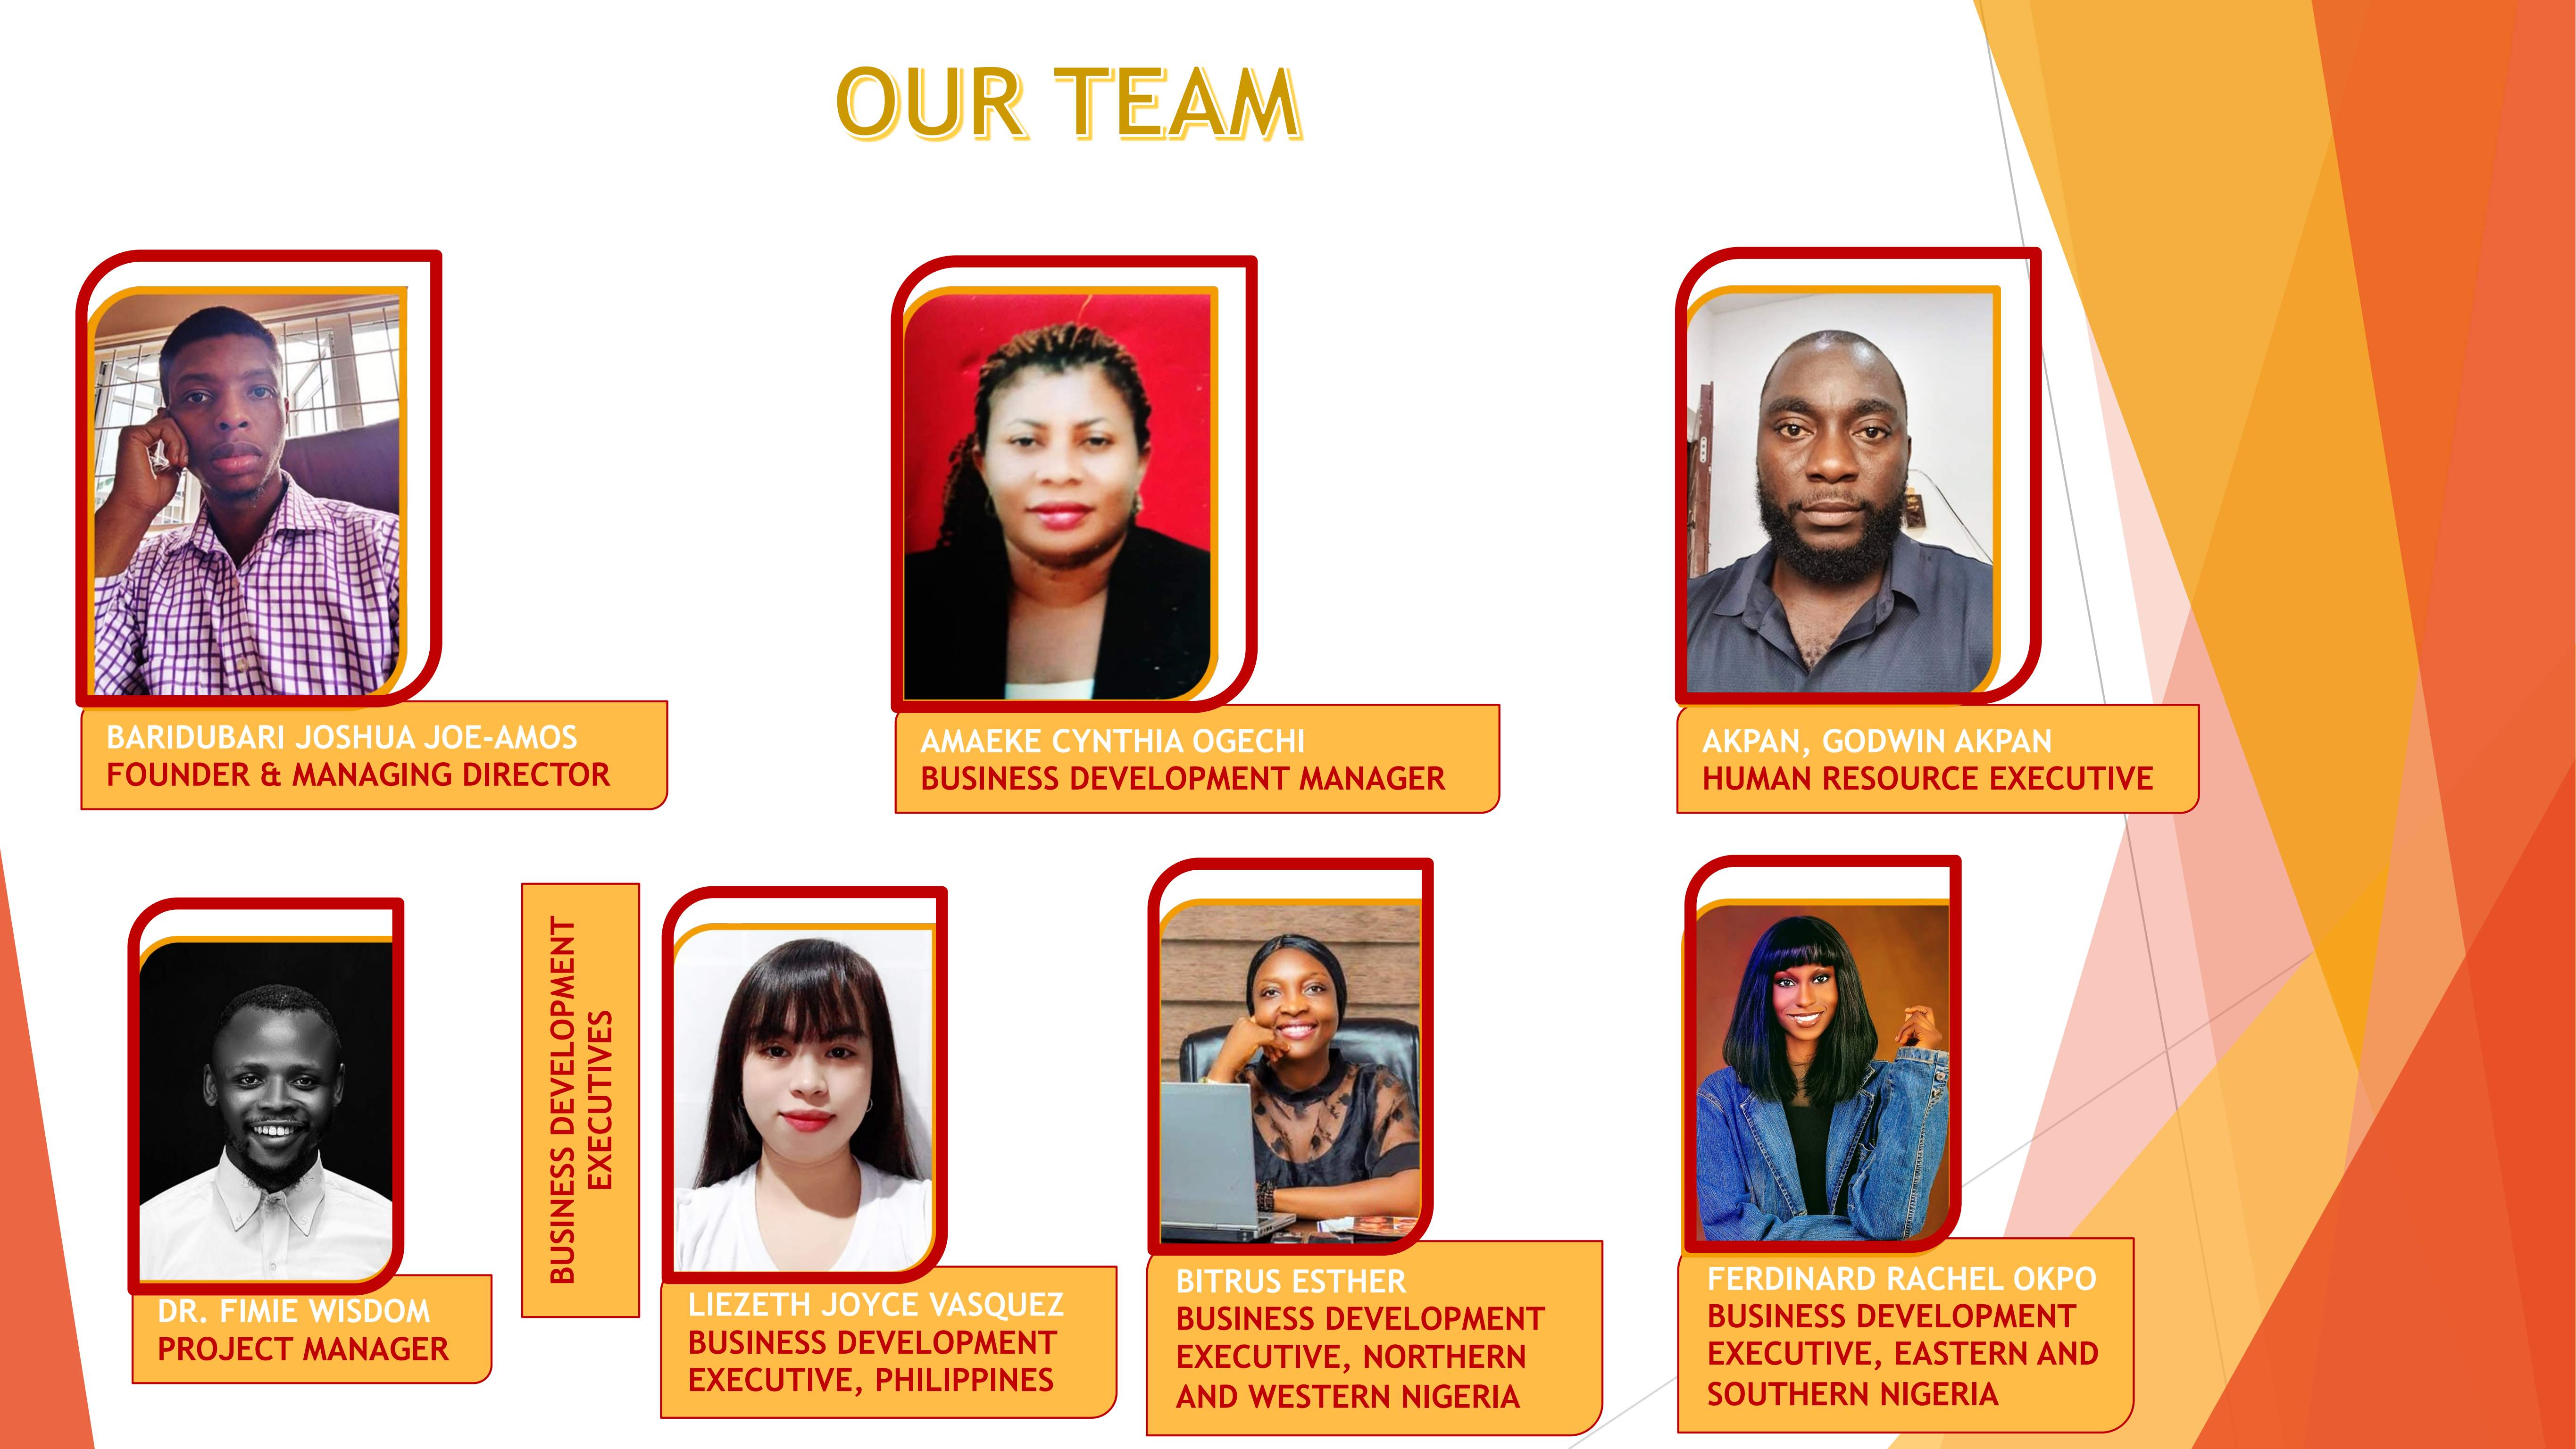 OUR TEAM
BARIDUBARI JOSHUA JOE-AMOS
FOUNDER & MANAGING DIRECTOR
AMAEKE CYNTHIA OGECHI
BUSINESS DEVELOPMENT MANAGER
AKPAN, GODWIN AKPAN
HUMAN RESOURCE EXECUTIVE
DR. FIMIE WISDOM
PROJECT MANAGER
BUSINESS DEVELOPMENT
EXECUTIVES
LIEZETH JOYCE VASQUEZ
BUSINESS DEVELOPMENT
EXECUTIVE, PHILIPPINES
BITRUS ESTHER
BUSINESS DEVELOPMENT
EXECUTIVE, NORTHERN
AND WESTERN NIGERIA
FERDINARD RACHEL OKPO
BUSINESS DEVELOPMENT
EXECUTIVE, EASTERN AND
SOUTHERN NIGERIA